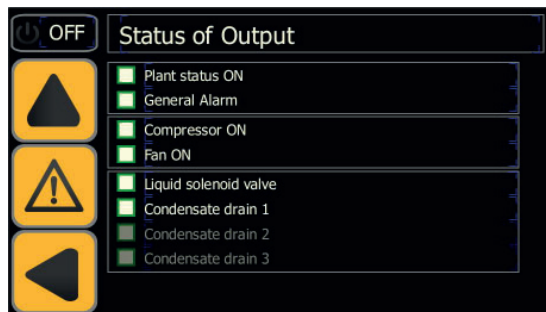 OFF
Status of Output
Plant status ON
General Alarm
Compressor ON
Fan ON
Liquid solenoid valve
Condensate drain 1
Condensate drain 2
Condensate drain 3